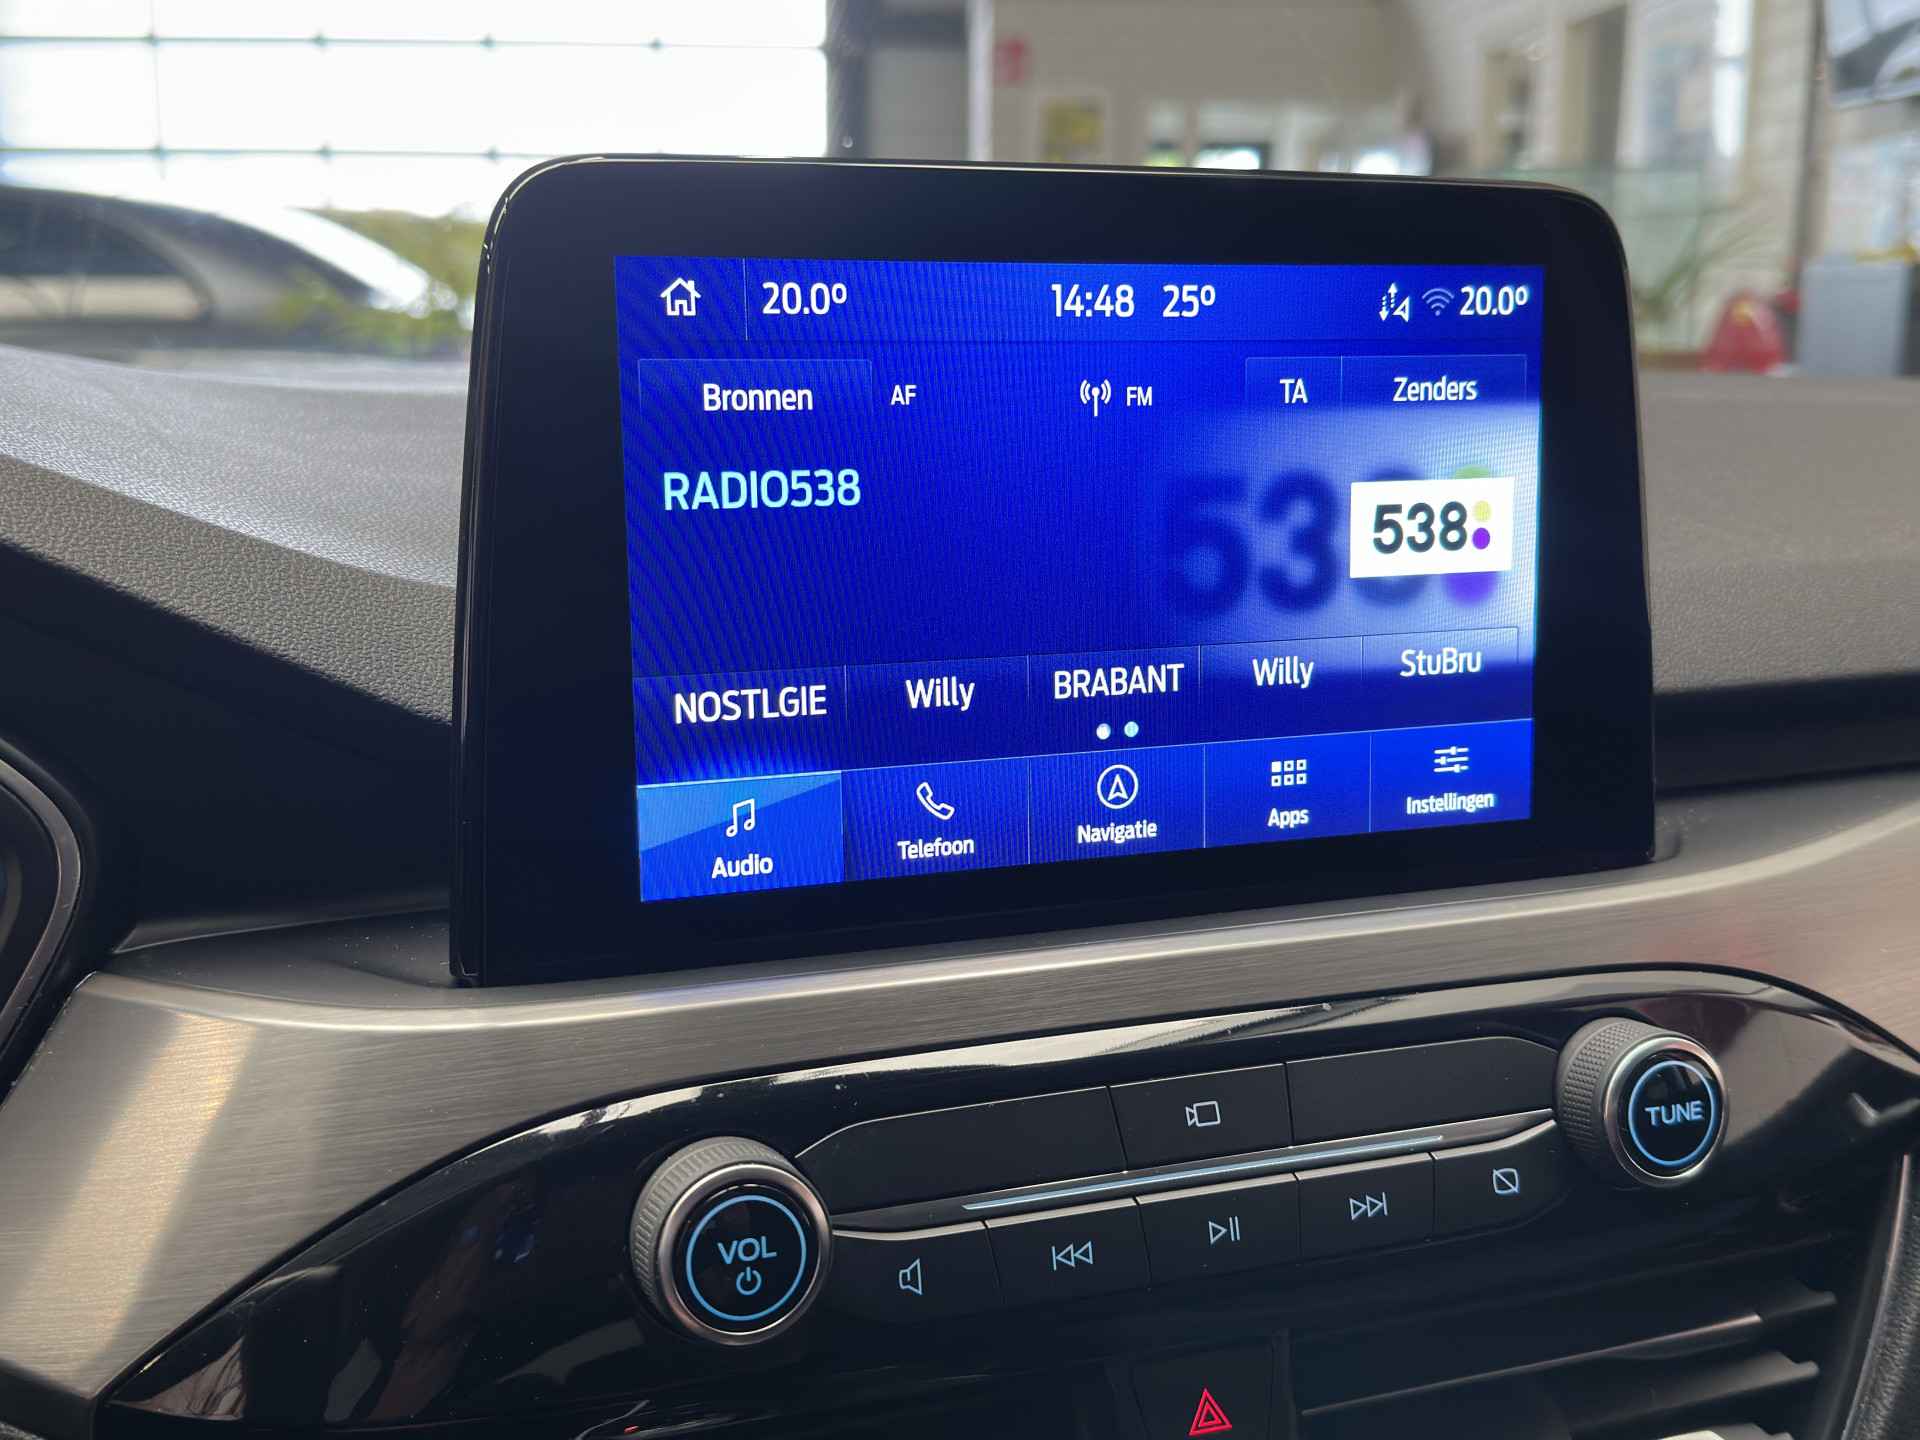 20.0º 14:48 25º 20.0º
Bronnen AF FM TA Zenders
RADIO538
538
538
NOSTLGIE Willy BRABANT Willy StuBru
Audio Telefoon Navigatie Apps Instellingen
TUNE
VOL